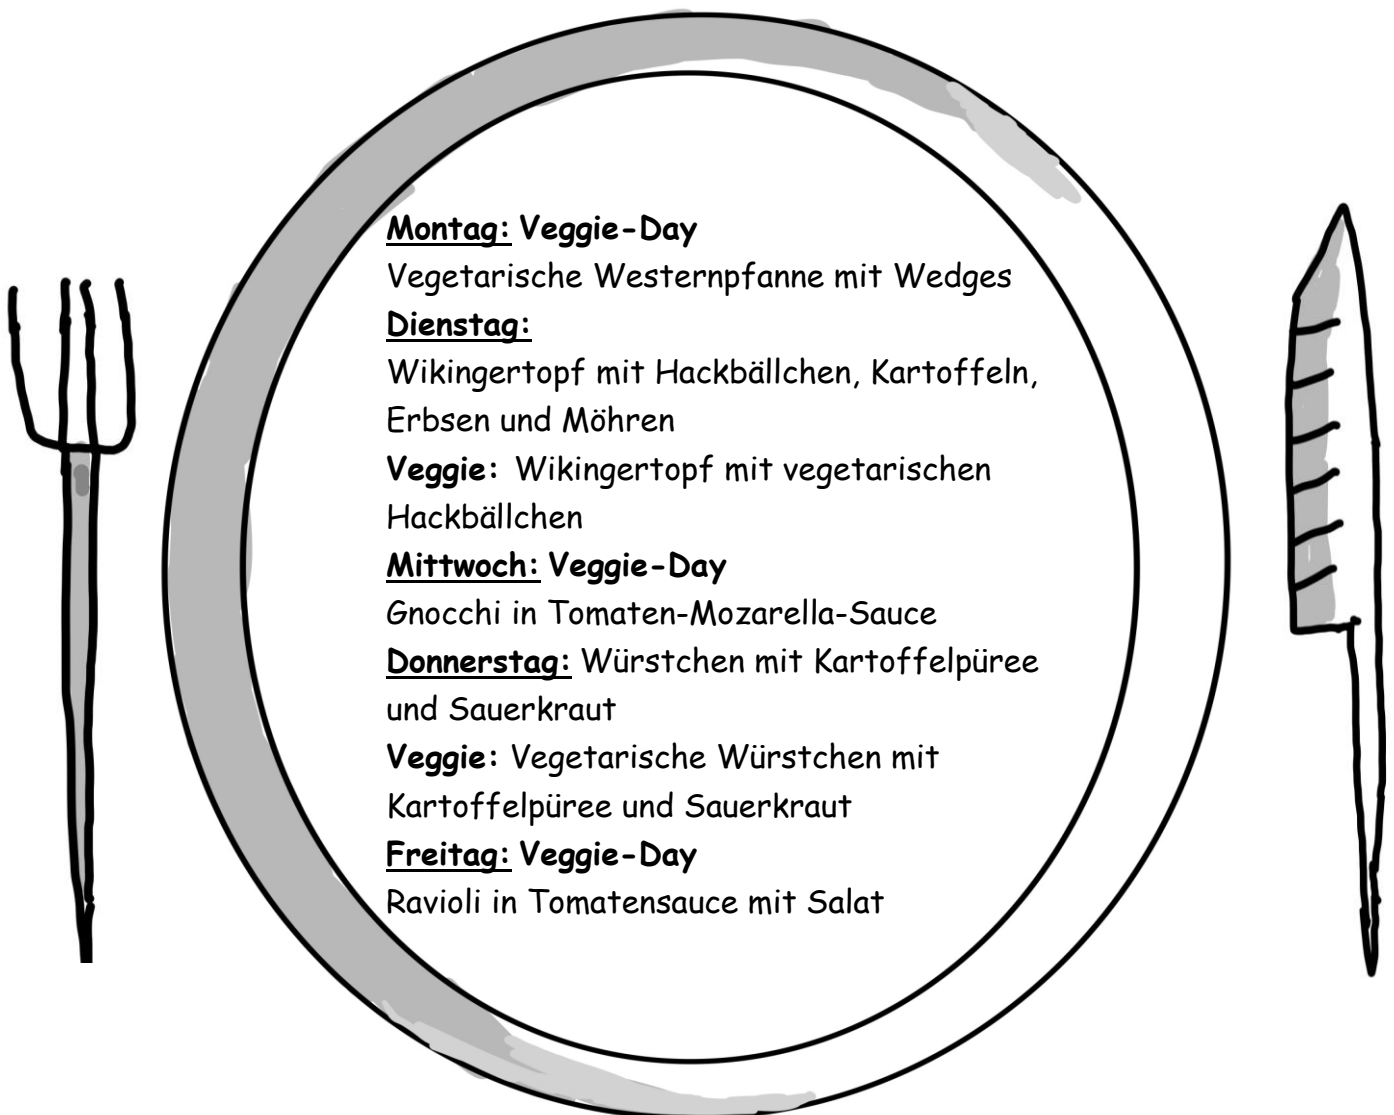 Montag: Veggie-Day
Vegetarische Westernpfanne mit Wedges
Dienstag:
Wikingertopf mit Hackbällchen, Kartoffeln,
Erbsen und Möhren
Veggie: Wikingertopf mit vegetarischen
Hackbällchen
Mittwoch: Veggie-Day
Gnocchi in Tomaten-Mozarella-Sauce
Donnerstag: Würstchen mit Kartoffelpüree
und Sauerkraut
Veggie: Vegetarische Würstchen mit
Kartoffelpüree und Sauerkraut
Freitag: Veggie-Day
Ravioli in Tomatensauce mit Salat